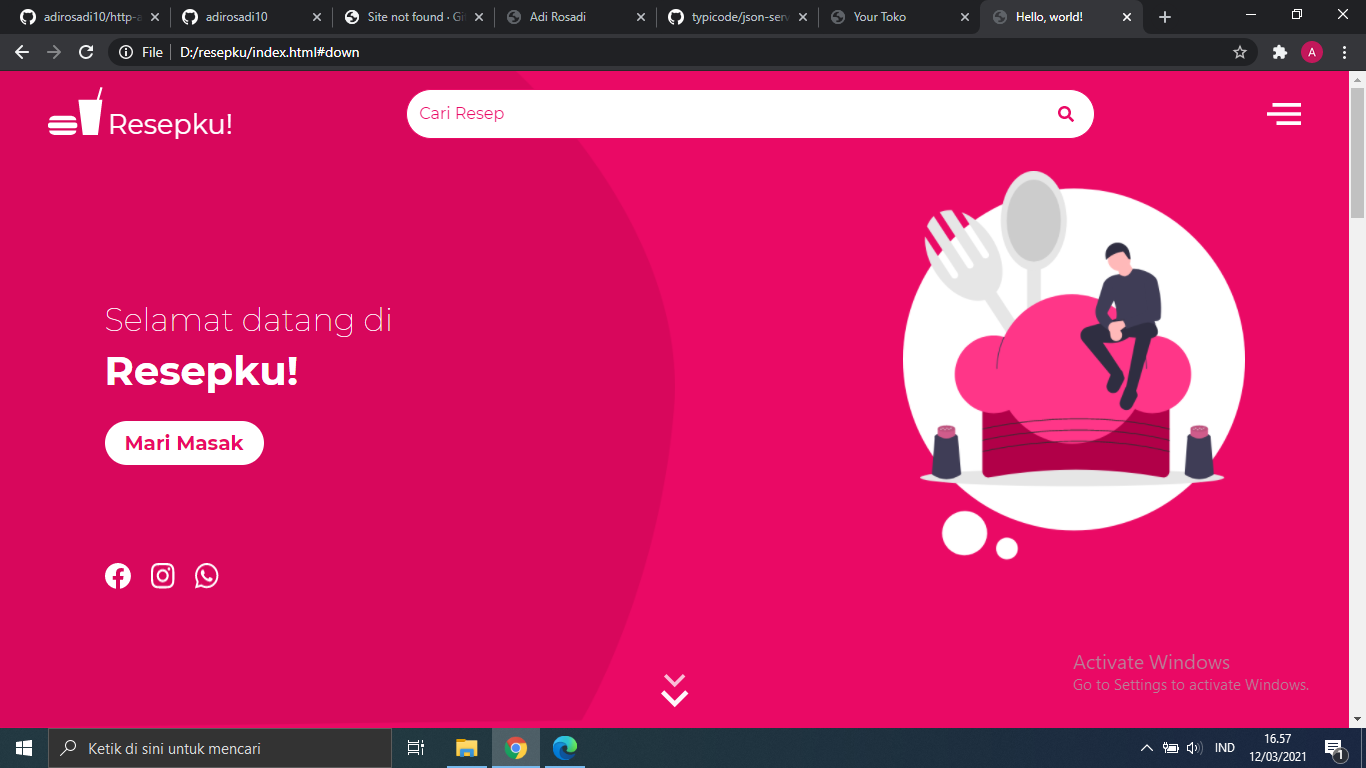 adirosadi10/http-a
adirosadi10
Site not found · Gi
Adi Rosadi
typicode/json-serv
Your Toko
Hello, world!
File
D:/resepku/index.html#down
A
Resepku!
Cari Resep
Selamat datang di
Resepku!
Mari Masak
Activate Windows
Go to Settings to activate Windows.
Ketik di sini untuk mencari
IND
16.57
12/03/2021
1